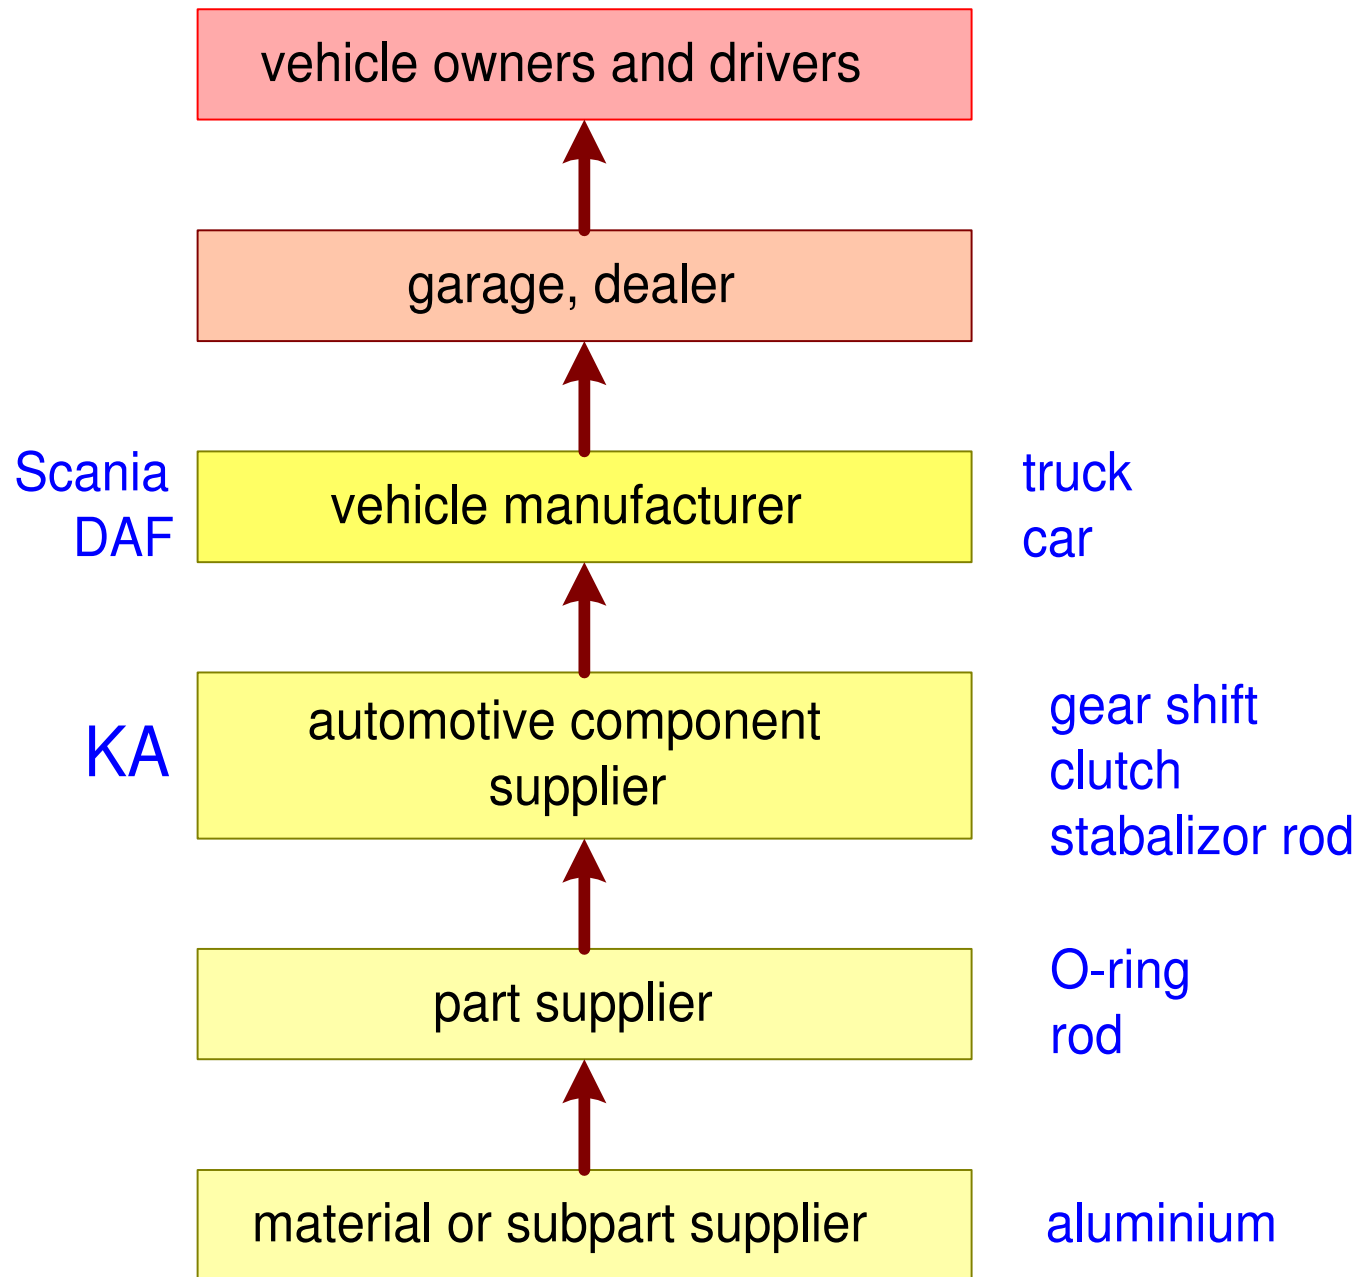 vehicle owners and drivers
garage, dealer
Scania
DAF
vehicle manufacturer
truck
car
KA
automotive component
supplier
gear shift
clutch
stabalizor rod
part supplier
O-ring
rod
material or subpart supplier
aluminium